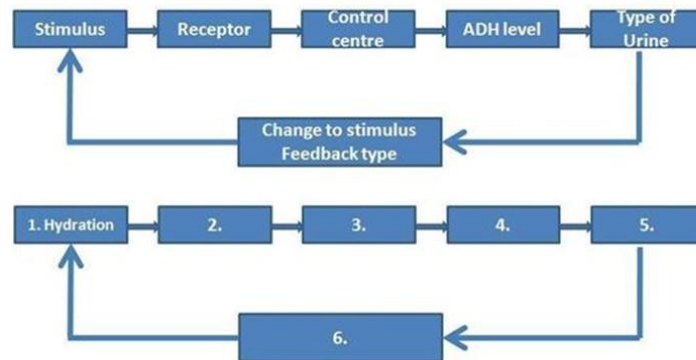 Stimulus
Receptor
Control
centre
ADH level
Type of
Urine
Change to stimulus
Feedback type
1. Hydration
2.
3.
4.
5.
6.